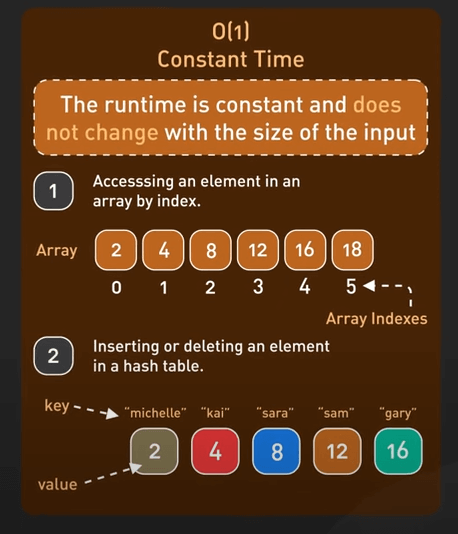 O(1)
Constant Time
The runtime is constant and does
not change with the size of the input
1
Accesssing an element in an
array by index.
Array 2 4 8 12 16 18
0 1 2 3 4 5
Array Indexes
2
Inserting or deleting an element
in a hash table.
key "michelle" "kai" "sara" "sam" "gary"
2 4 8 12 16
value